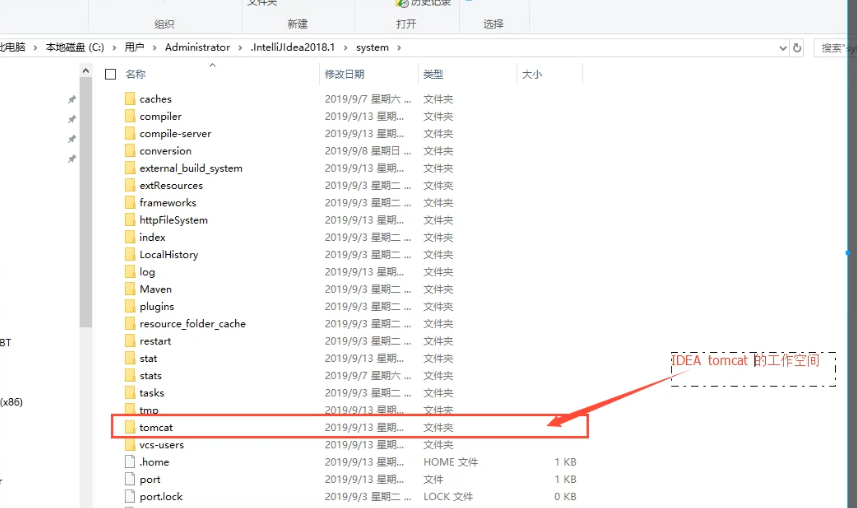 文件夹
历史记录
组织 新建 打开 选择
此电脑 › 本地磁盘 (C:) › 用户 › Administrator › .IntelliJIdea2018.1 › system ›
搜索"sy
名称 修改日期 类型 大小
caches 2019/9/7 星期六 ... 文件夹
compiler 2019/9/13 星期... 文件夹
compile-server 2019/9/13 星期... 文件夹
conversion 2019/9/8 星期日 ... 文件夹
external_build_system 2019/9/13 星期... 文件夹
extResources 2019/9/3 星期二 ... 文件夹
frameworks 2019/9/3 星期二 ... 文件夹
httpFileSystem 2019/9/13 星期... 文件夹
index 2019/9/3 星期二 ... 文件夹
LocalHistory 2019/9/3 星期二 ... 文件夹
log 2019/9/13 星期... 文件夹
Maven 2019/9/3 星期二 ... 文件夹
plugins 2019/9/3 星期二 ... 文件夹
resource_folder_cache 2019/9/3 星期二 ... 文件夹
BT
restart 2019/9/3 星期二 ... 文件夹
stat 2019/9/13 星期... 文件夹
IDEA tomcat 的工作空间
stats 2019/9/7 星期六 ... 文件夹
tasks 2019/9/3 星期二 ... 文件夹
(x86)
tmp 2019/9/13 星期... 文件夹
tomcat 2019/9/13 星期... 文件夹
vcs-users 2019/9/13 星期... 文件夹
.home 2019/9/13 星期... HOME 文件 1 KB
port 2019/9/13 星期... 文件 1 KB
port.lock 2019/9/3 星期二 ... LOCK 文件 0 KB